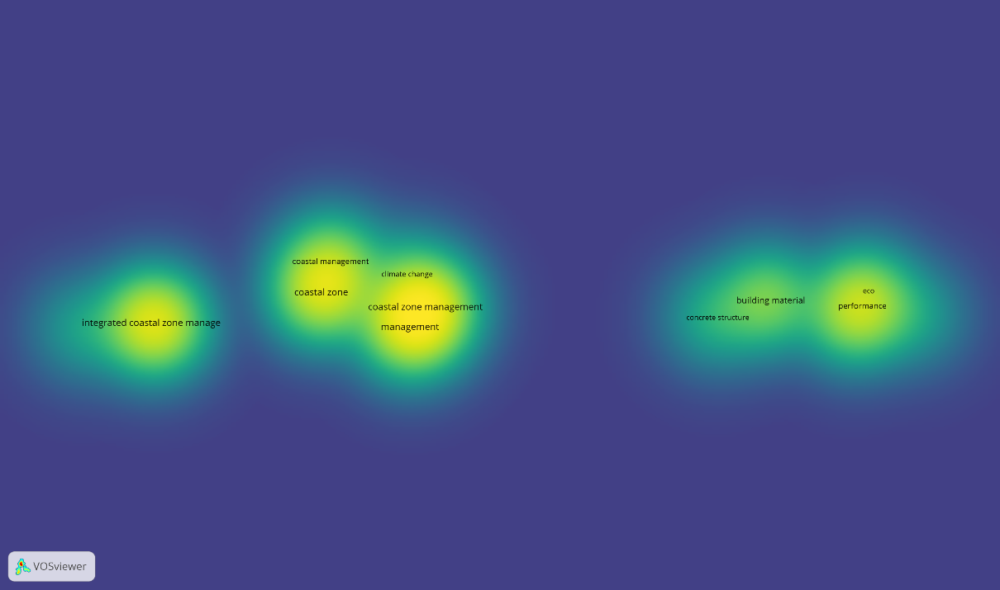 coastal management
climate change
coastal zone
eco
building material
performance
coastal zone management
concrete structure
integrated coastal zone manage
management
VOSviewer